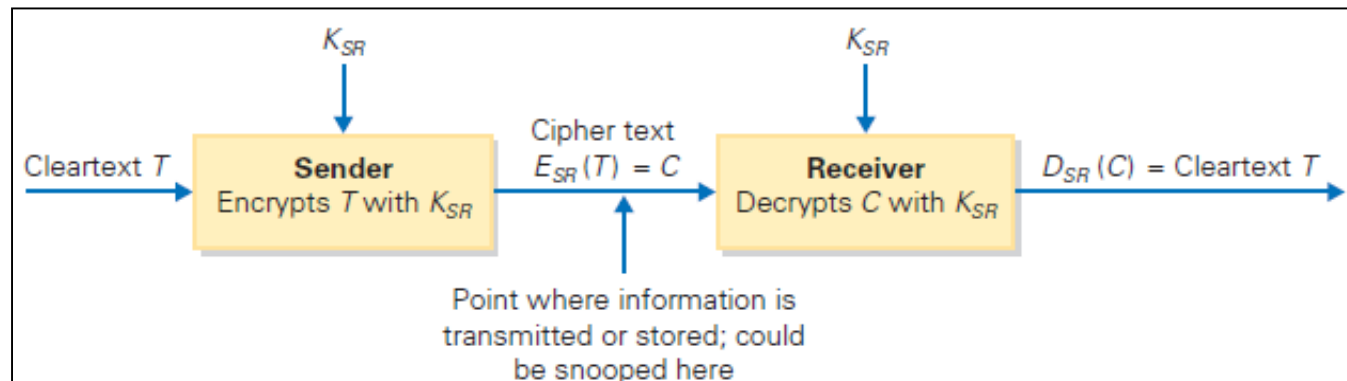 K_SR
K_SR
Cleartext T
Sender
Encrypts T with K_SR
Cipher text
E_SR (T) = C
Receiver
Decrypts C with K_SR
D_SR (C) = Cleartext T
Point where information is
transmitted or stored; could
be snooped here